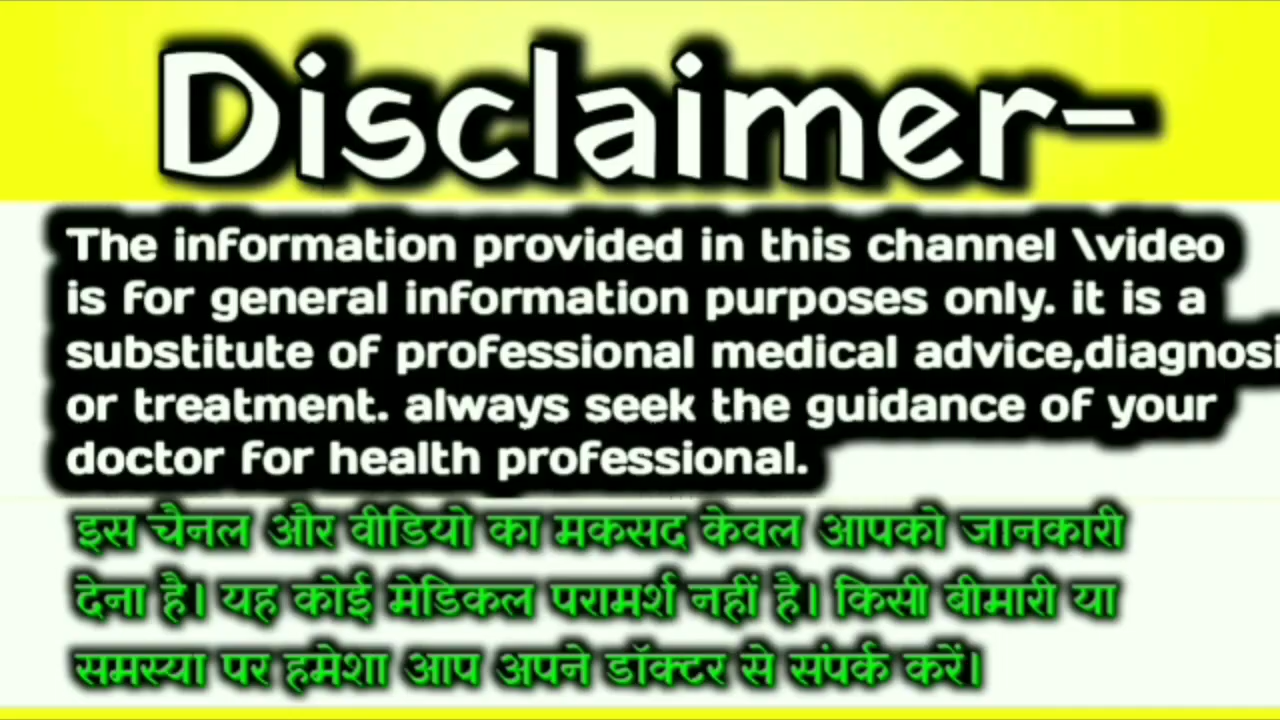 Disclaimer-
The information provided in this channel \video
is for general information purposes only. it is a
substitute of professional medical advice,diagnosi
or treatment. always seek the guidance of your
doctor for health professional.
इस चैनल और वीडियो का मकसद केवल आपको जानकारी
देना है। यह कोई मेडिकल परामर्श नहीं है। किसी बीमारी या
समस्या पर हमेशा आप अपने डॉक्टर से संपर्क करें।